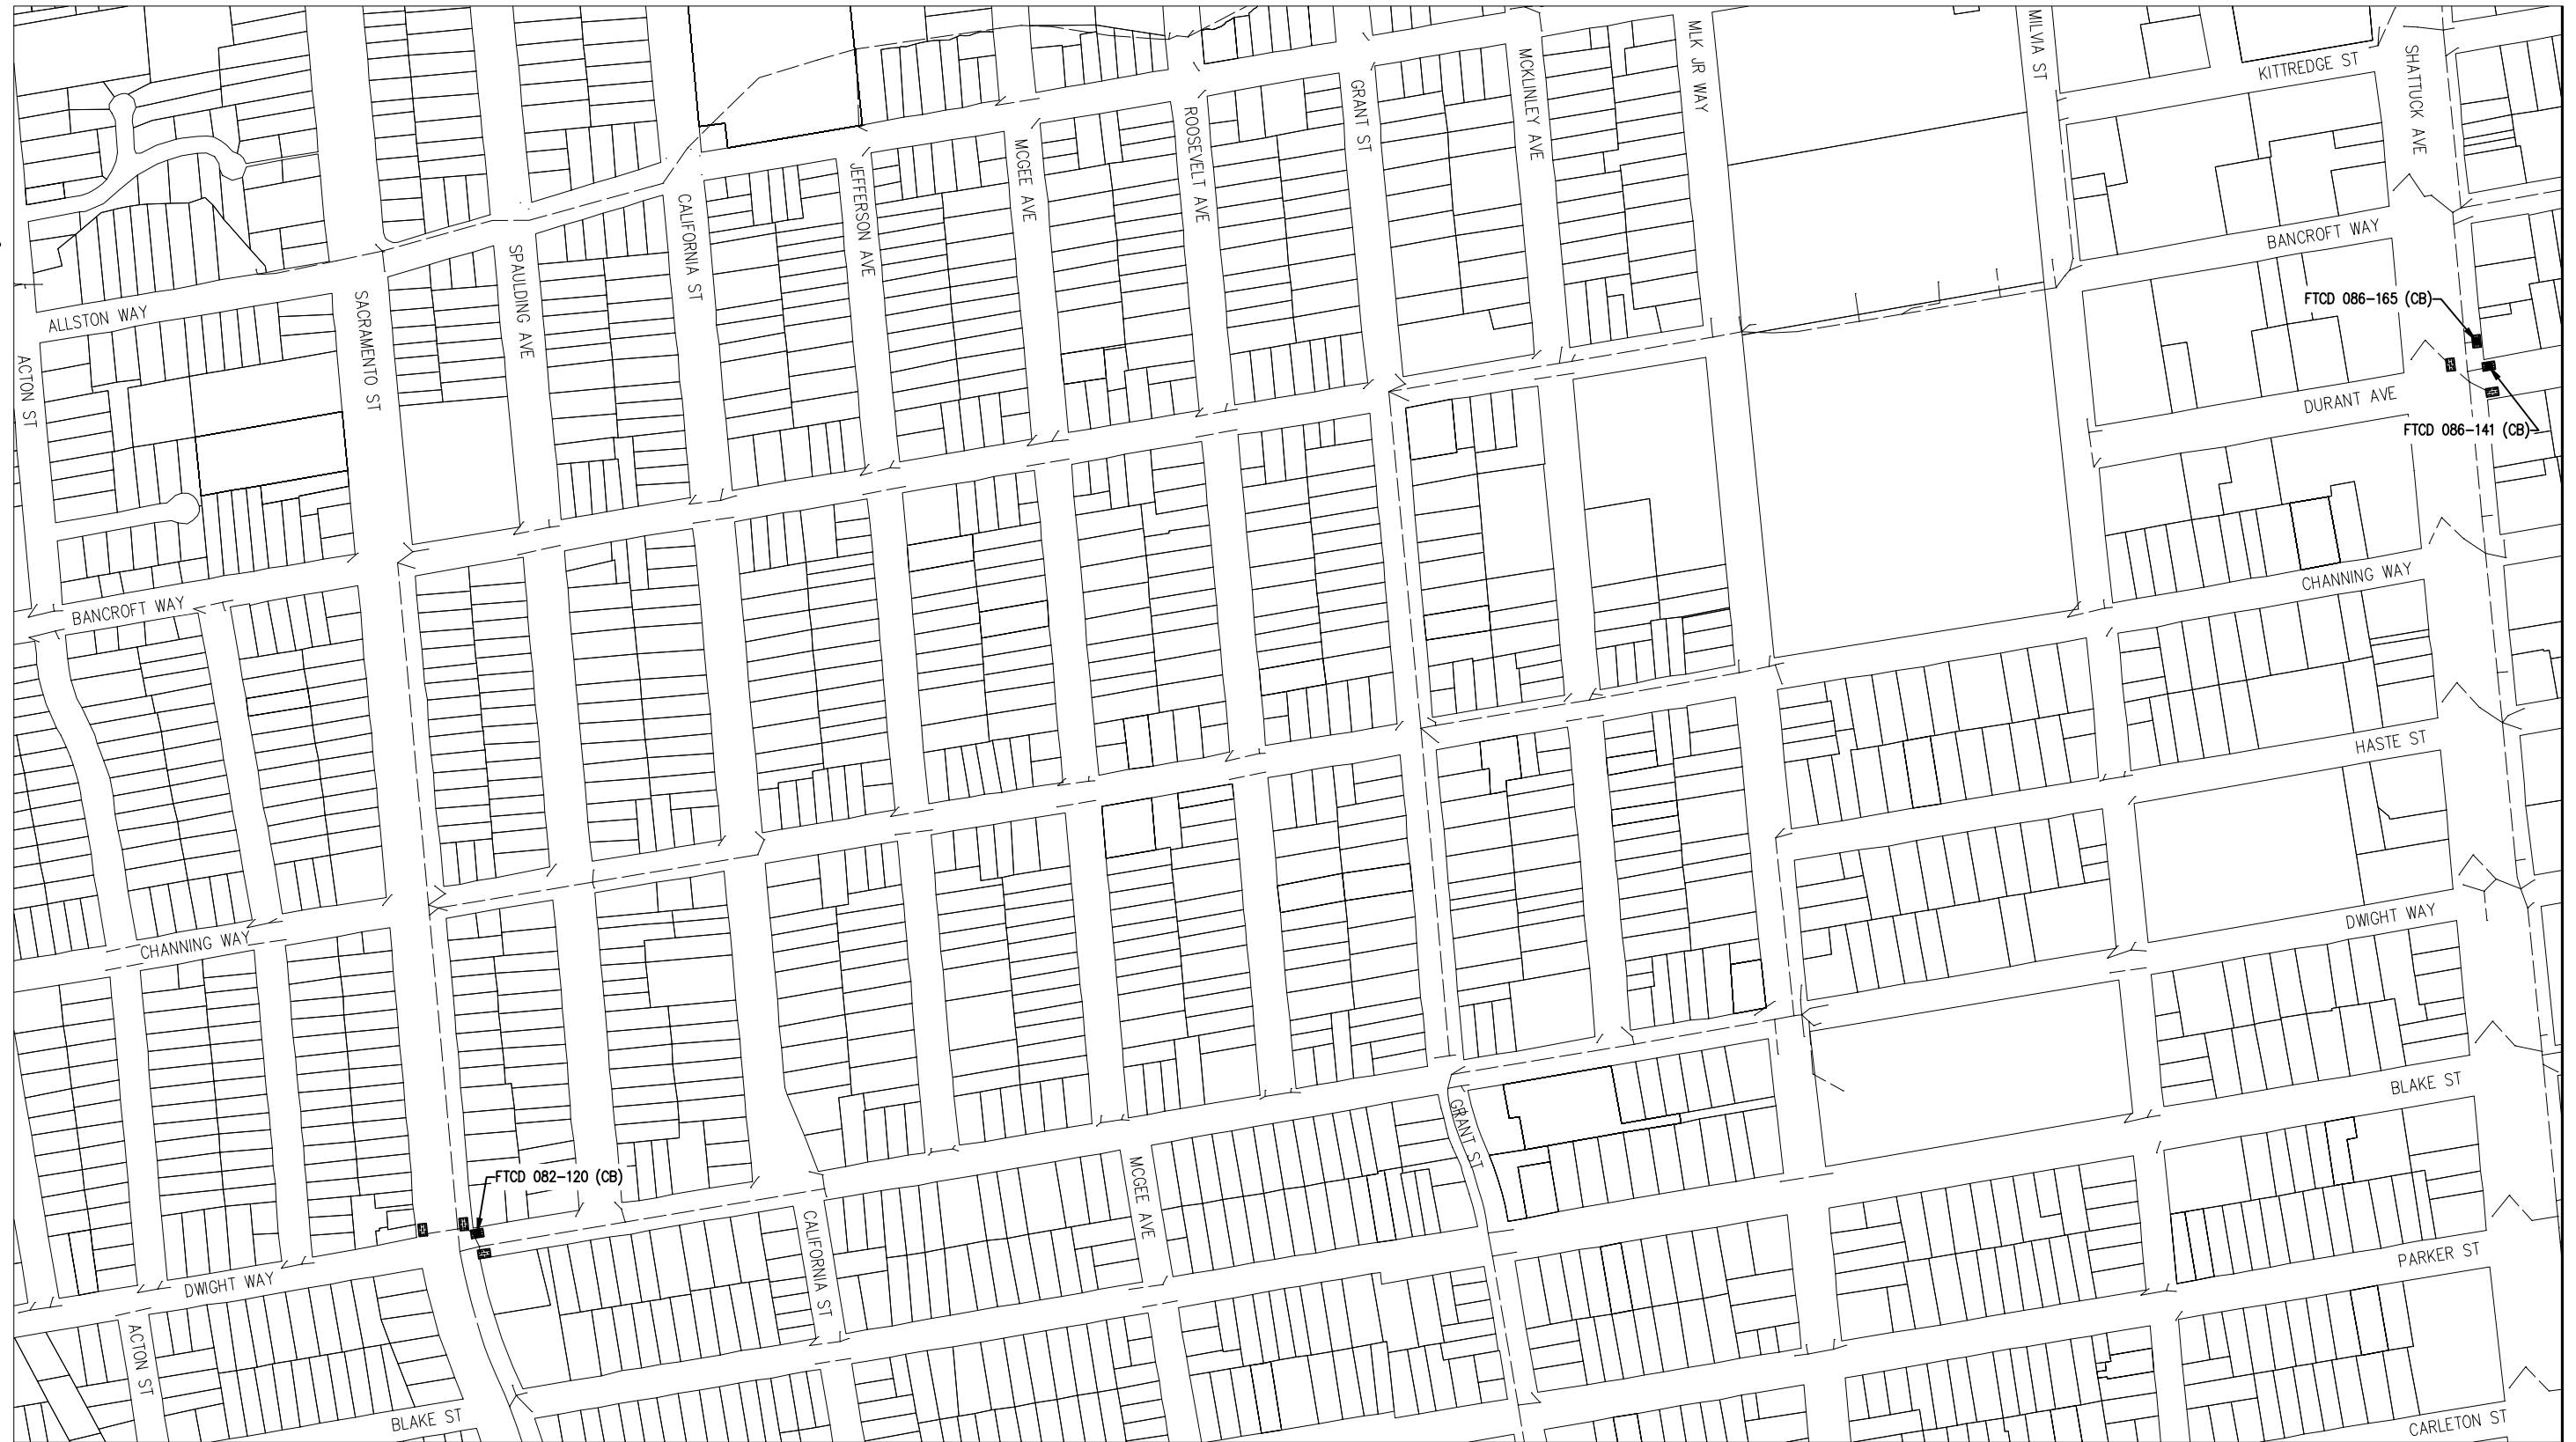 MILVIA ST
MLK JR WAY
MCKINLEY AVE
SHATTUCK AVE
KITTREDGE ST
GRANT ST
ROOSEVELT AVE
MCGEE AVE
JEFFERSON AVE
CALIFORNIA ST
SPAULDING AVE
SACRAMENTO ST
ALLSTON WAY
ACTON ST
BANCROFT WAY
FTCD 086-165 (CB)
DURANT AVE
FTCD 086-141 (CB)
CHANNING WAY
BANCROFT WAY
HASTE ST
CHANNING WAY
DWIGHT WAY
BLAKE ST
GRANT ST
MCGEE AVE
FTCD 082-120 (CB)
CALIFORNIA ST
PARKER ST
DWIGHT WAY
ACTON ST
BLAKE ST
CARLETON ST